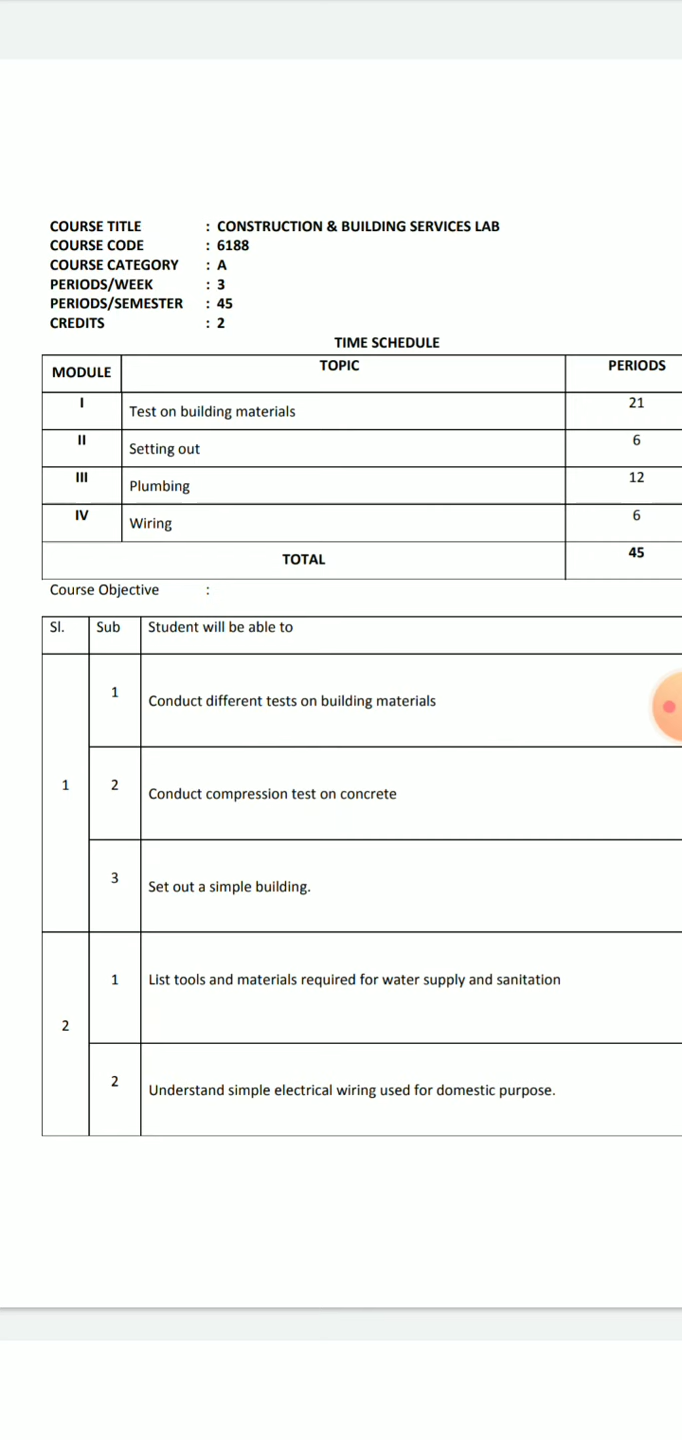 COURSE TITLE : CONSTRUCTION & BUILDING SERVICES LAB
COURSE CODE : 6188
COURSE CATEGORY : A
PERIODS/WEEK : 3
PERIODS/SEMESTER : 45
CREDITS : 2
TIME SCHEDULE
MODULE TOPIC PERIODS
I Test on building materials 21
II Setting out 6
III Plumbing 12
IV Wiring 6
TOTAL 45
Course Objective :
Sl. Sub Student will be able to
1 Conduct different tests on building materials
1 2 Conduct compression test on concrete
3 Set out a simple building.
1 List tools and materials required for water supply and sanitation
2
2 Understand simple electrical wiring used for domestic purpose.